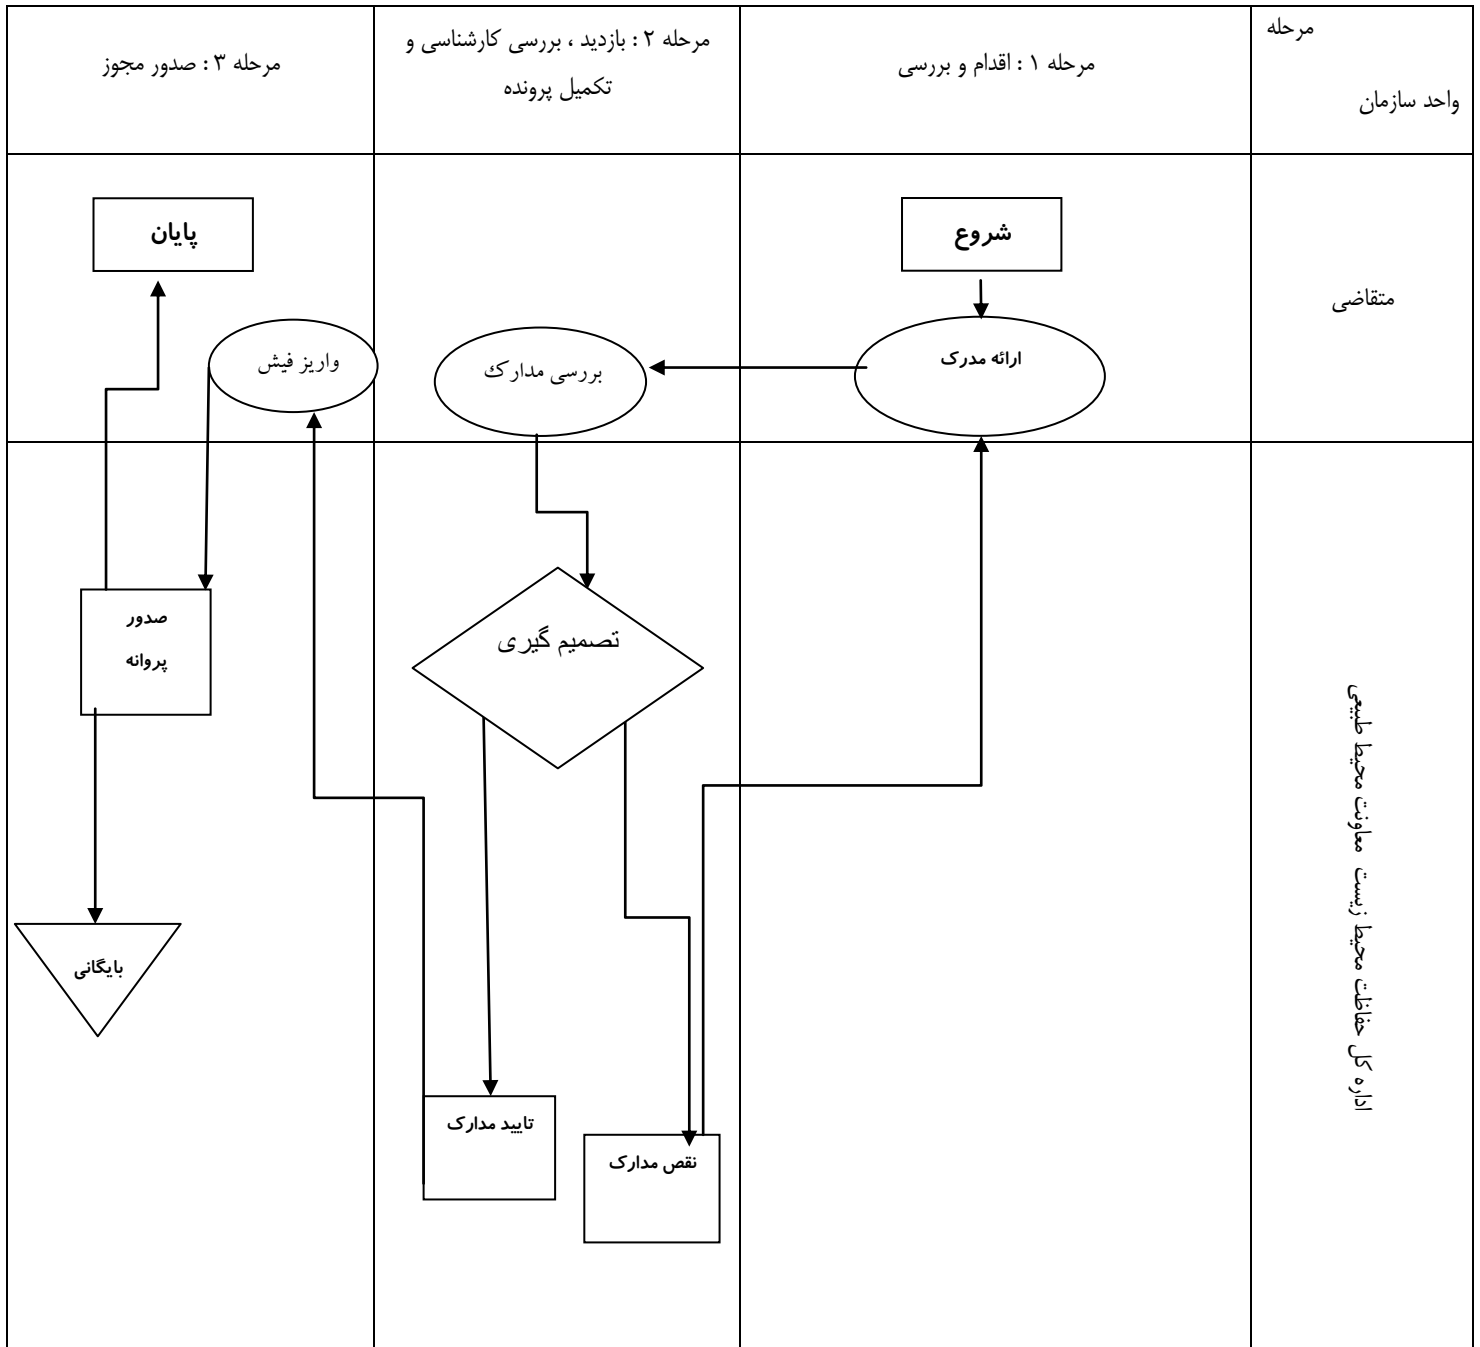 مرحله
واحد سازمان
مرحله ۱ : اقدام و بررسی
مرحله ۲ : بازدید ، بررسی کارشناسی و
تکمیل پرونده
مرحله ۳ : صدور مجوز
متقاضی
شروع
ارائه مدرک
بررسی مدارك
واریز فیش
پایان
اداره کل حفاظت محیط زیست معاونت محیط طبیعی
تصمیم گیری
صدور
پروانه
بایگانی
تایید مدارک
نقص مدارک